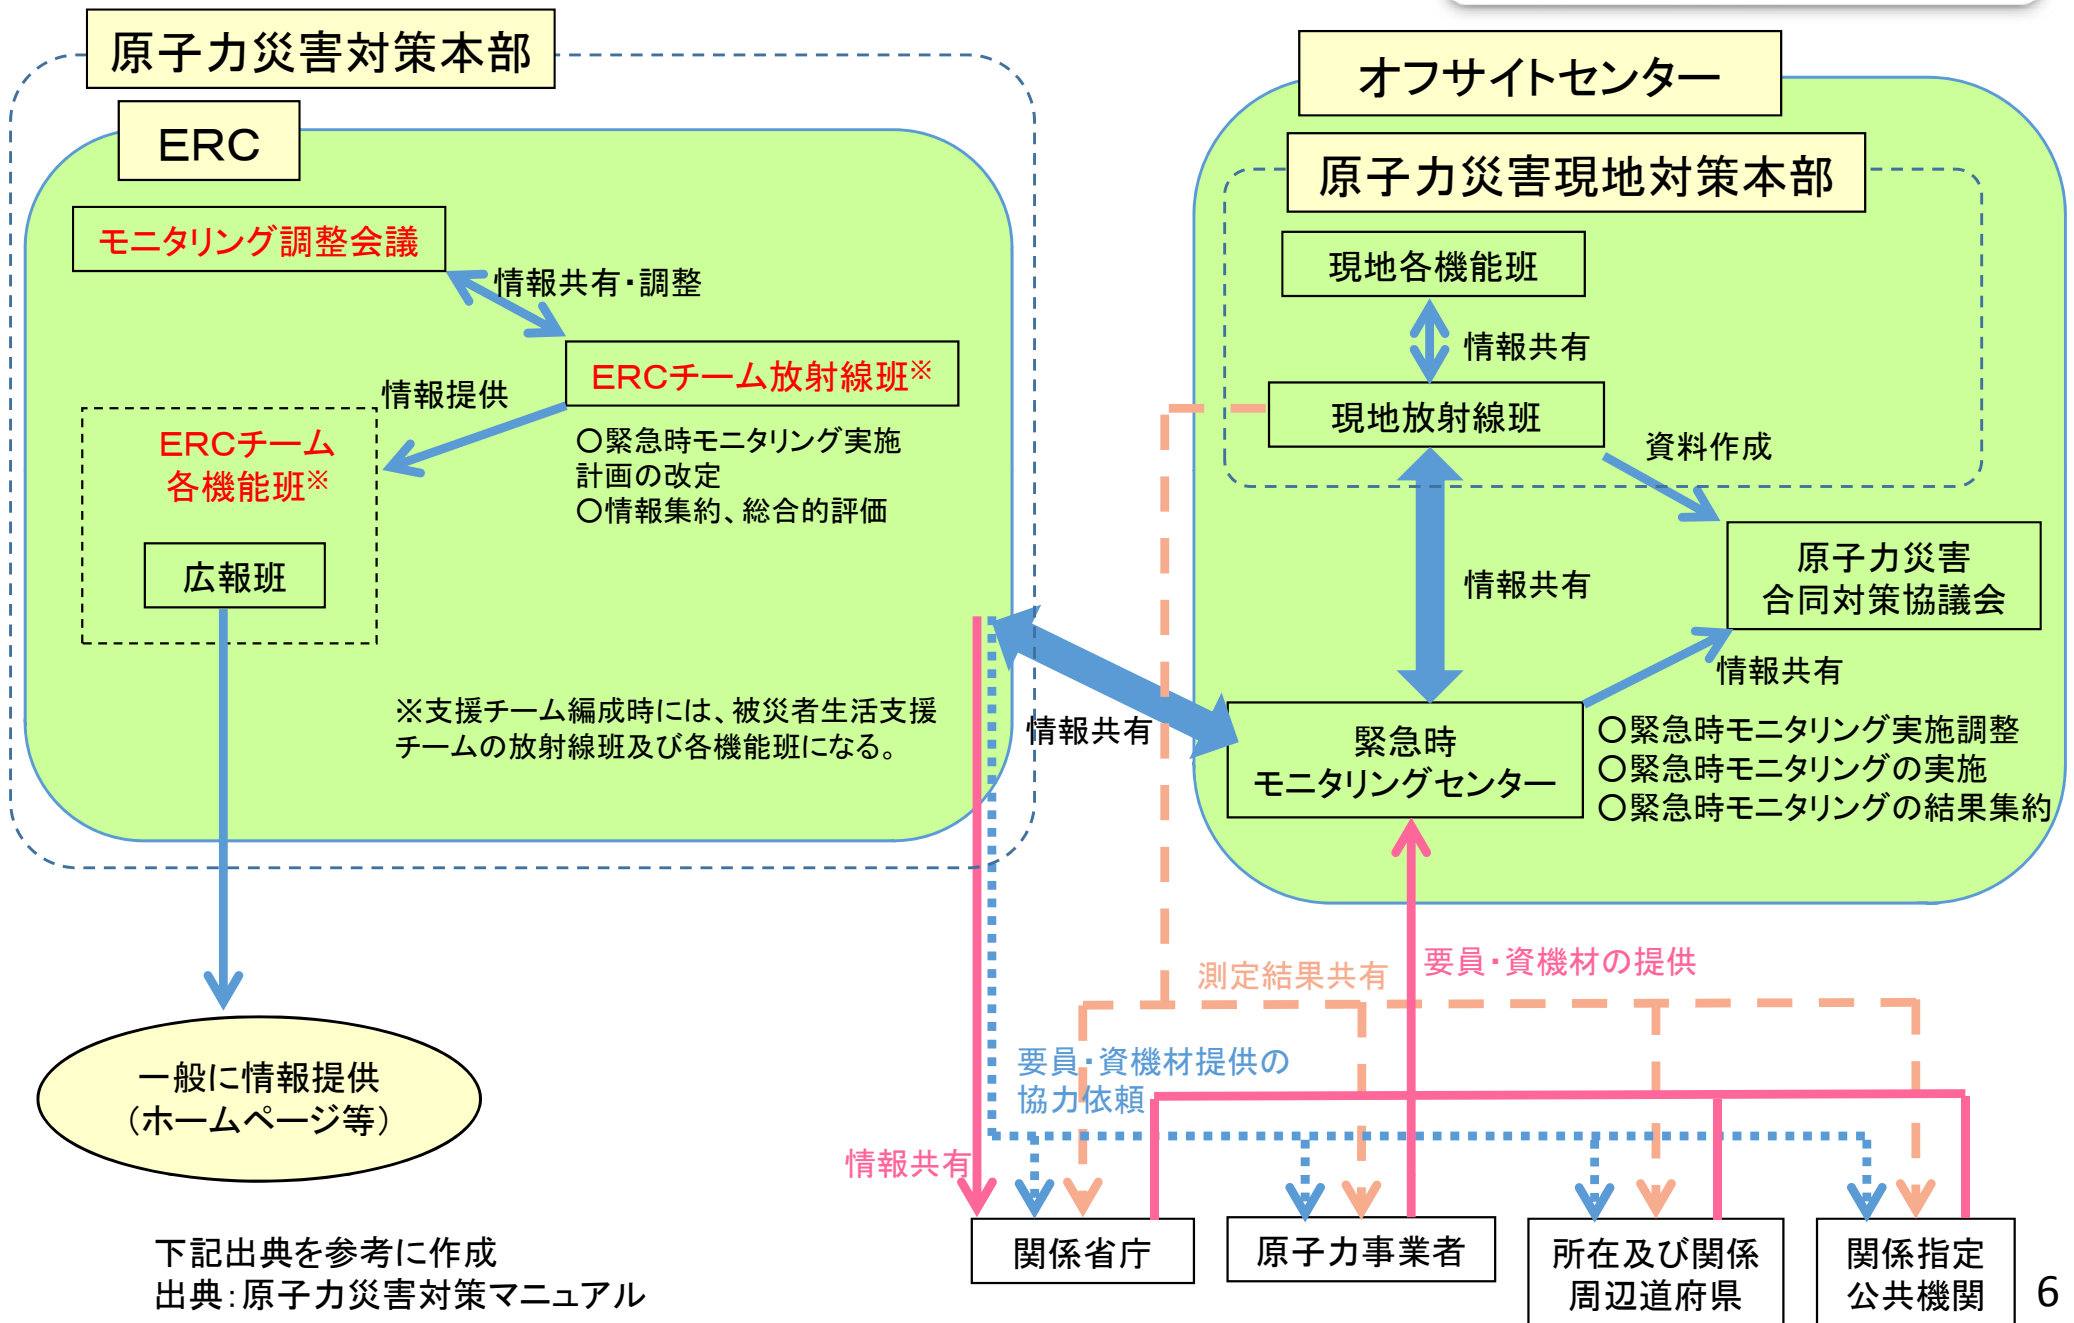 原子力災害対策本部
ERC
モニタリング調整会議
情報共有・調整
ERCチーム放射線班※
情報提供
〇緊急時モニタリング実施
計画の改定
〇情報集約、総合的評価
ERCチーム
各機能班※
広報班
※支援チーム編成時には、被災者生活支援
チームの放射線班及び各機能班になる。
一般に情報提供
（ホームページ等）
オフサイトセンター
原子力災害現地対策本部
現地各機能班
情報共有
現地放射線班
資料作成
原子力災害
合同対策協議会
情報共有
情報共有
情報共有
緊急時
モニタリングセンター
〇緊急時モニタリング実施調整
〇緊急時モニタリングの実施
〇緊急時モニタリングの結果集約
測定結果共有
要員・資機材の提供
要員・資機材提供の
協力依頼
情報共有
関係省庁
原子力事業者
所在及び関係
周辺道府県
関係指定
公共機関
下記出典を参考に作成
出典：原子力災害対策マニュアル
6